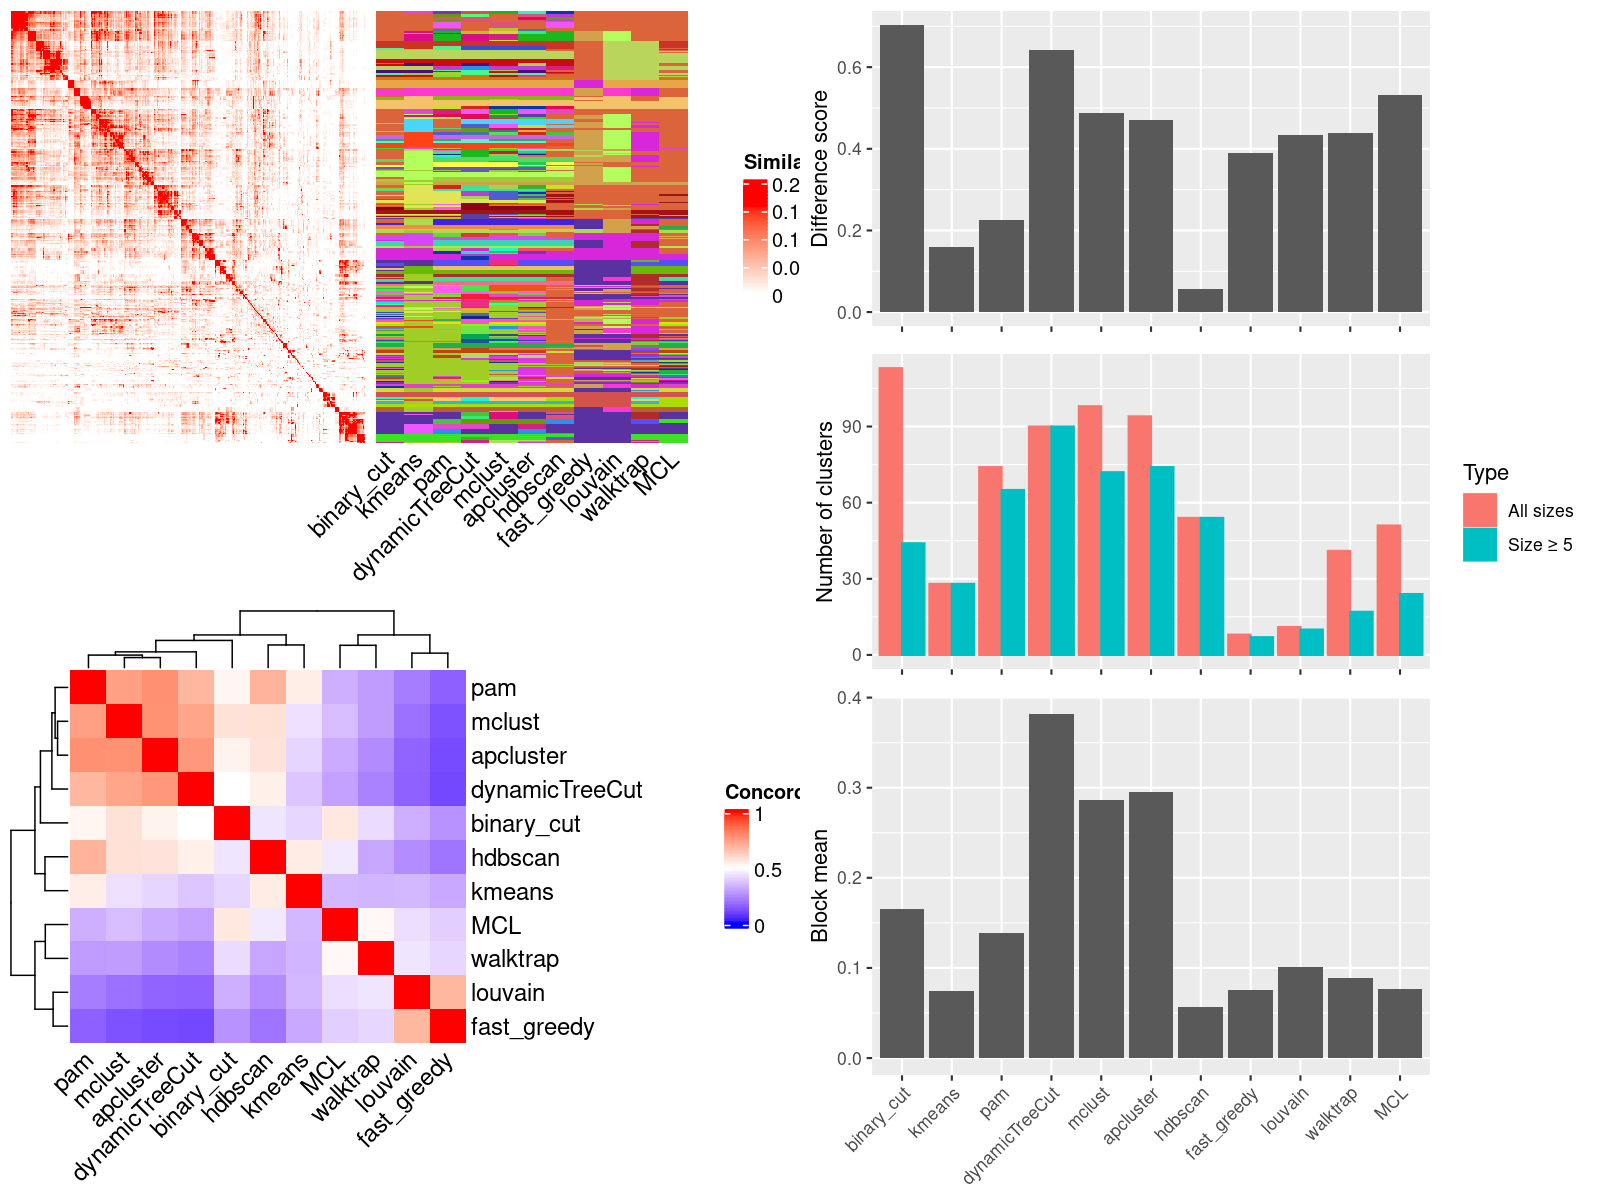 Simila
0.2
0.1
0.1
0.0
0
binary_cut
kmeans
pam
dynamicTreeCut
mclust
apcluster
hdbscan
fast_greedy
louvain
walktrap
MCL
pam
mclust
apcluster
dynamicTreeCut
binary_cut
hdbscan
kmeans
MCL
walktrap
louvain
fast_greedy
pam
mclust
apcluster
dynamicTreeCut
binary_cut
hdbscan
kmeans
MCL
walktrap
louvain
fast_greedy
Concord
1
0.5
0
Difference score
0.6
0.4
0.2
0.0
Number of clusters
90
60
30
0
Type
All sizes
Size ≥ 5
Block mean
0.4
0.3
0.2
0.1
0.0
binary_cut
kmeans
pam
dynamicTreeCut
mclust
apcluster
hdbscan
fast_greedy
louvain
walktrap
MCL